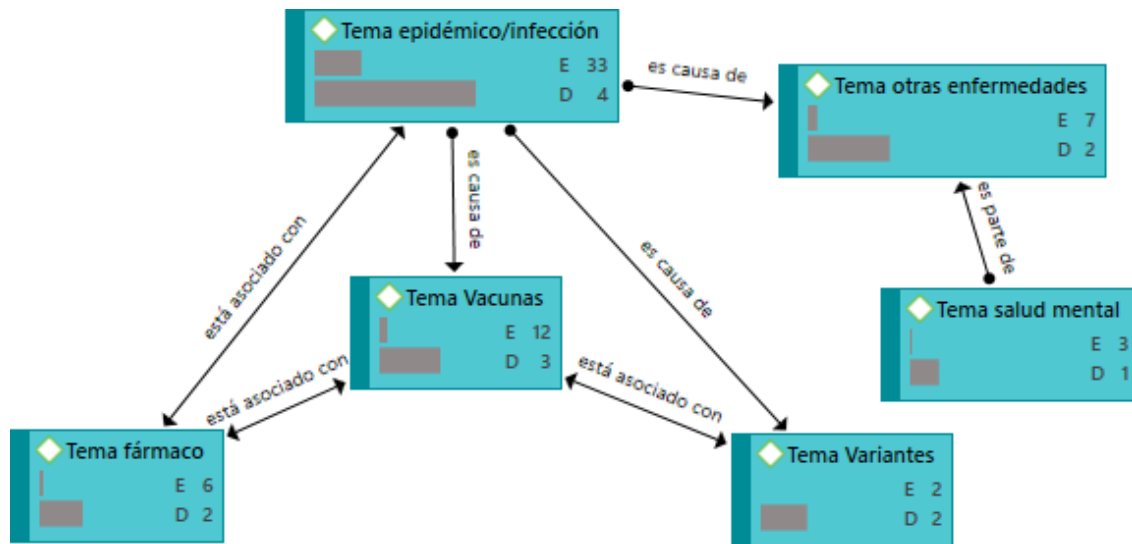 Tema epidémico/infección
E 33
D 4
es causa de
Tema otras enfermedades
E 7
D 2
es causa de
está asociado con
es causa de
es parte de
Tema Vacunas
E 12
D 3
Tema salud mental
E 3
D 1
está asociado con
está asociado con
Tema fármaco
E 6
D 2
Tema Variantes
E 2
D 2